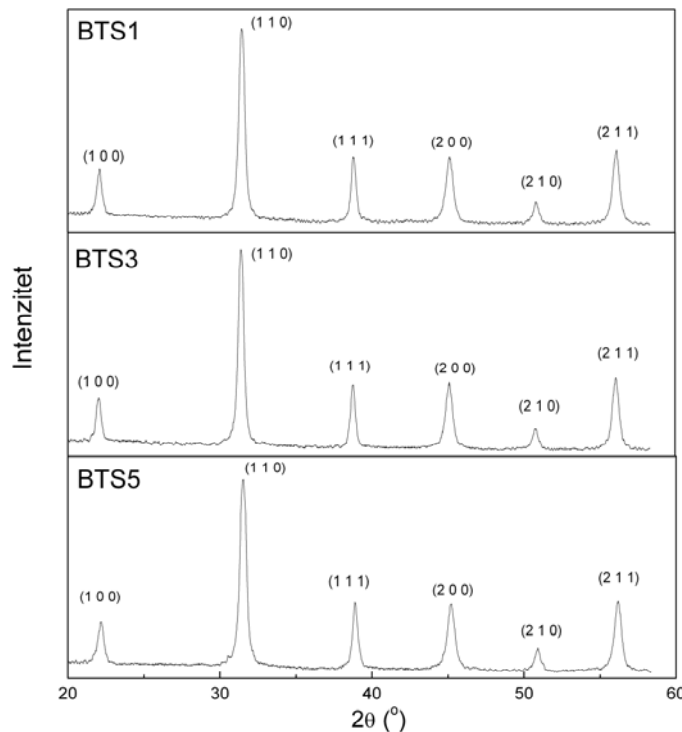 BTS1
(1 1 0)
(1 0 0)
(1 1 1)
(2 0 0)
(2 1 0)
(2 1 1)
BTS3
(1 1 0)
(1 0 0)
(1 1 1)
(2 0 0)
(2 1 0)
(2 1 1)
BTS5
(1 1 0)
(1 0 0)
(1 1 1)
(2 0 0)
(2 1 0)
(2 1 1)
Intenzitet
20 30 40 50 60
2θ (°)